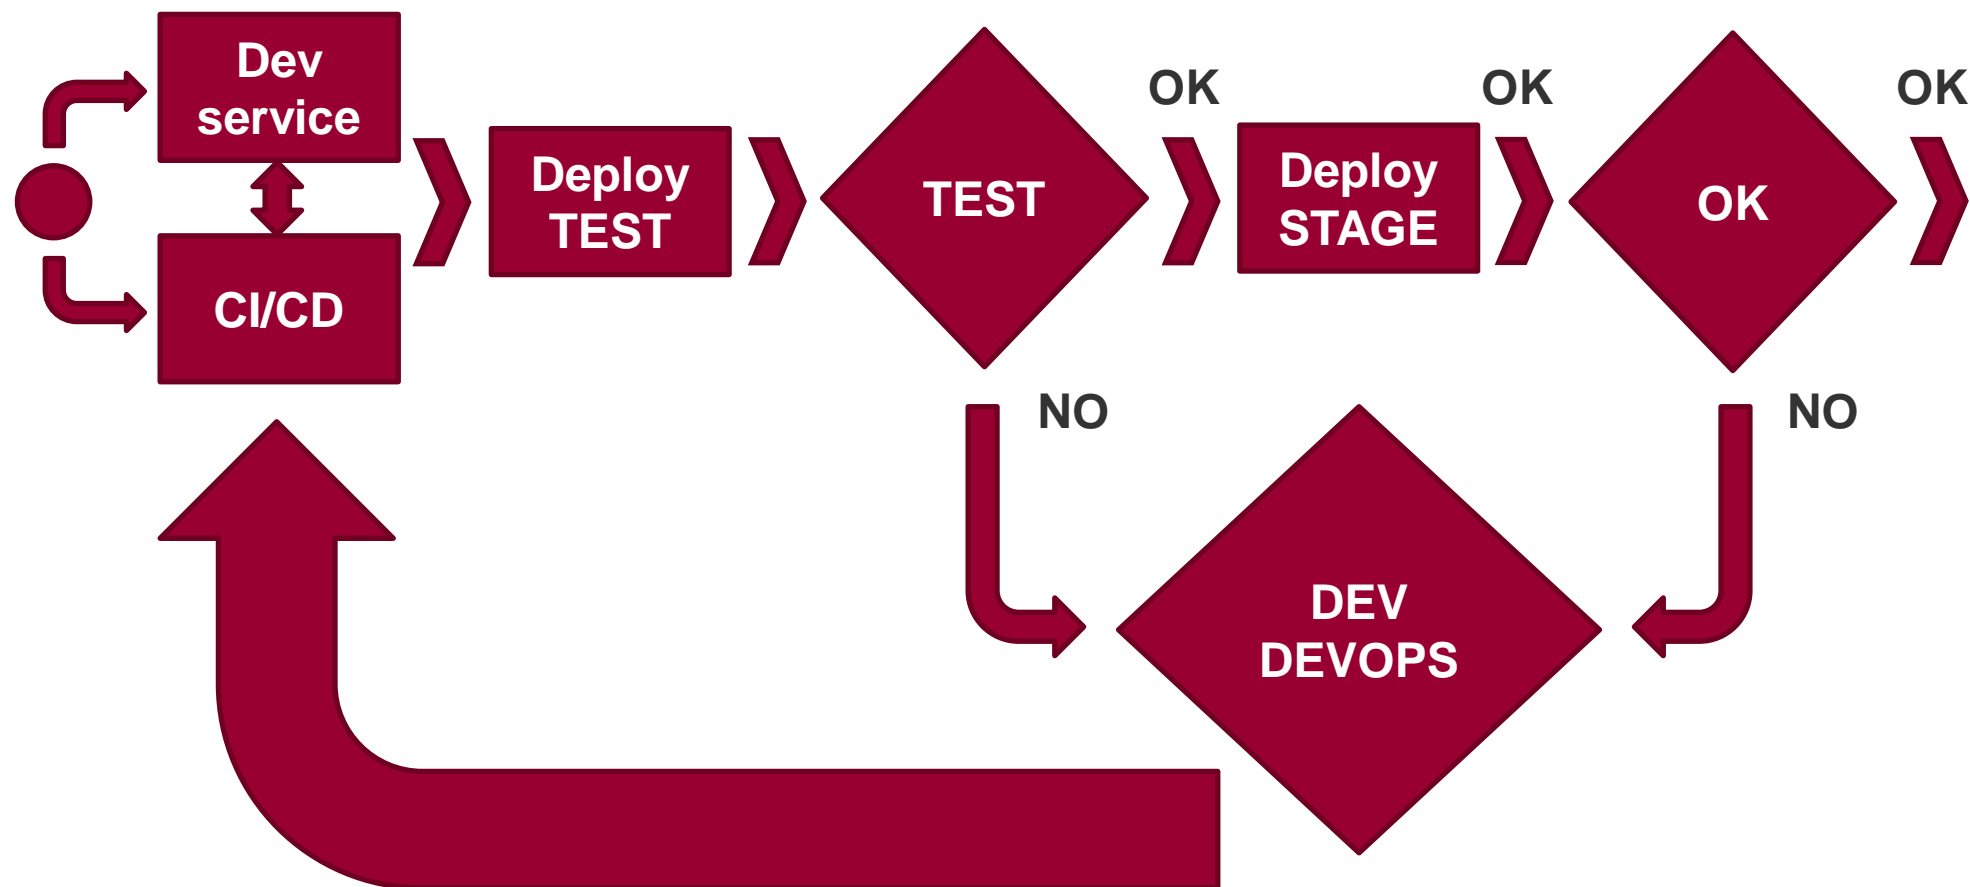 Dev
service
CI/CD
Deploy
TEST
TEST
OK
Deploy
STAGE
OK
OK
OK
NO
NO
DEV
DEVOPS